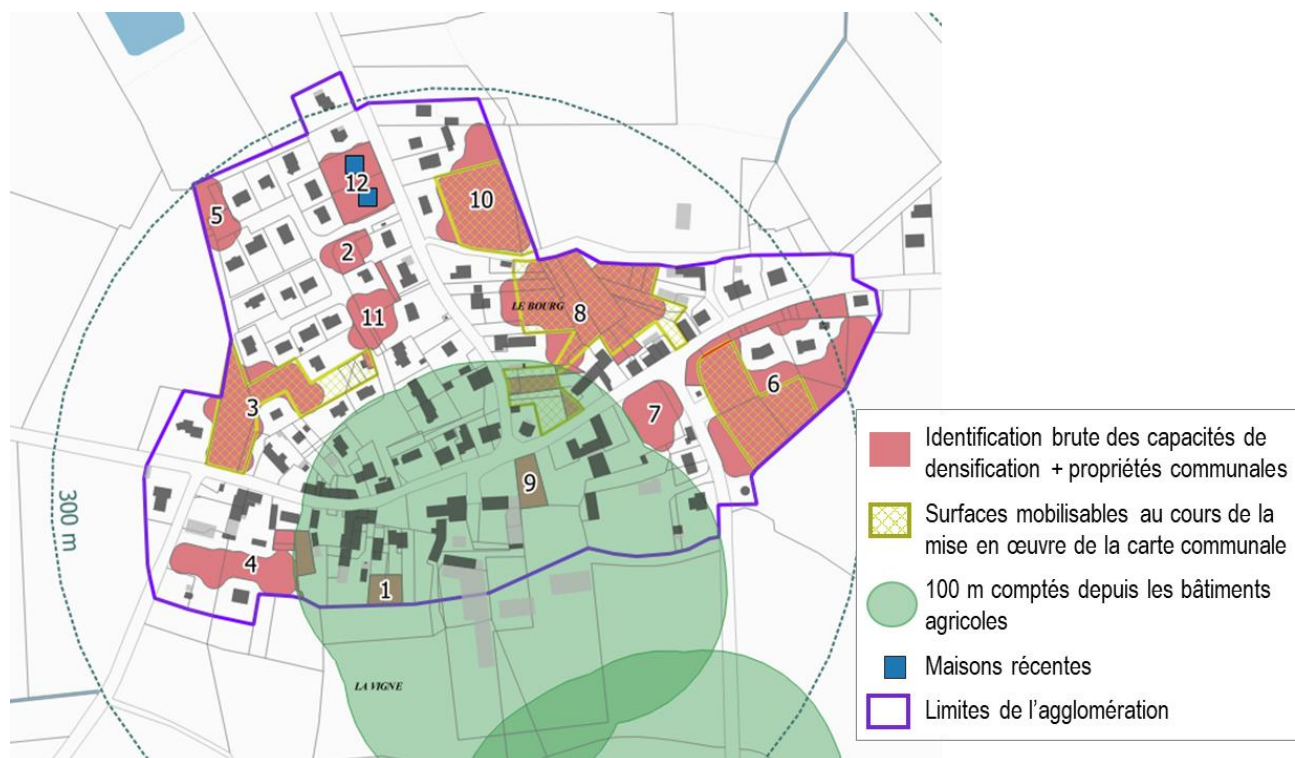 12
5
10
2
LE BOURG
8
11
6
3
7
9
300 m
4
1
LA VIGNE
Identification brute des capacités de
densification + propriétés communales
Surfaces mobilisables au cours de la
mise en œuvre de la carte communale
100 m comptés depuis les bâtiments
agricoles
Maisons récentes
Limites de l'agglomération